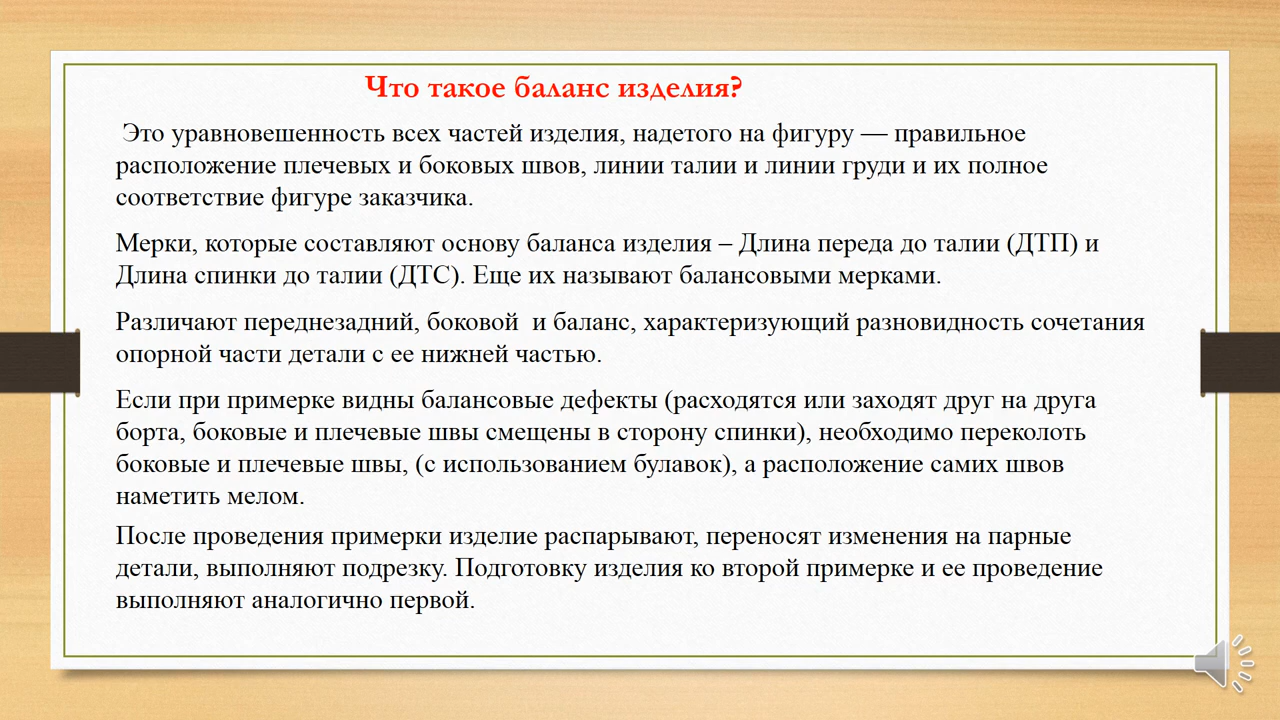 Что такое баланс изделия?
Это уравновешенность всех частей изделия, надетого на фигуру — правильное
расположение плечевых и боковых швов, линии талии и линии груди и их полное
соответствие фигуре заказчика.
Мерки, которые составляют основу баланса изделия – Длина переда до талии (ДТП) и
Длина спинки до талии (ДТС). Еще их называют балансовыми мерками.
Различают переднезадний, боковой  и баланс, характеризующий разновидность сочетания
опорной части детали с ее нижней частью.
Если при примерке видны балансовые дефекты (расходятся или заходят друг на друга
борта, боковые и плечевые швы смещены в сторону спинки), необходимо переколоть
боковые и плечевые швы, (с использованием булавок), а расположение самих швов
наметить мелом.
После проведения примерки изделие распарывают, переносят изменения на парные
детали, выполняют подрезку. Подготовку изделия ко второй примерке и ее проведение
выполняют аналогично первой.